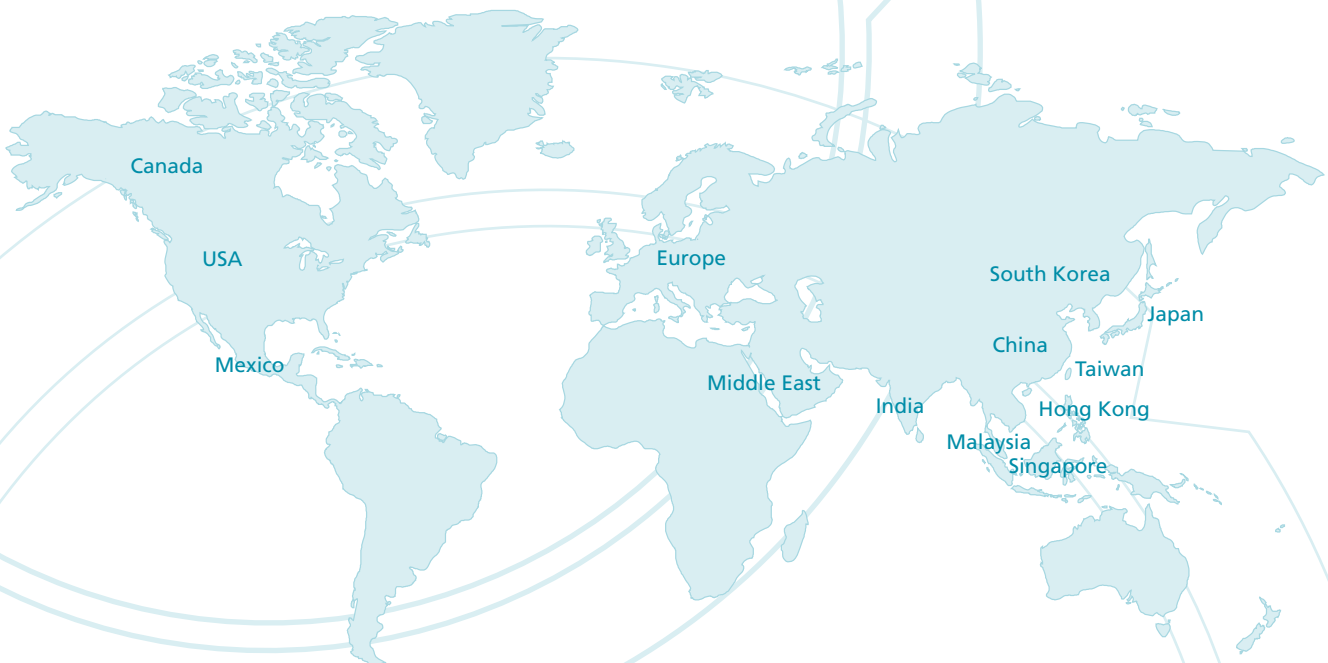 Canada
USA
Europe
South Korea
Japan
Mexico
China
Taiwan
Middle East
India
Hong Kong
Malaysia
Singapore